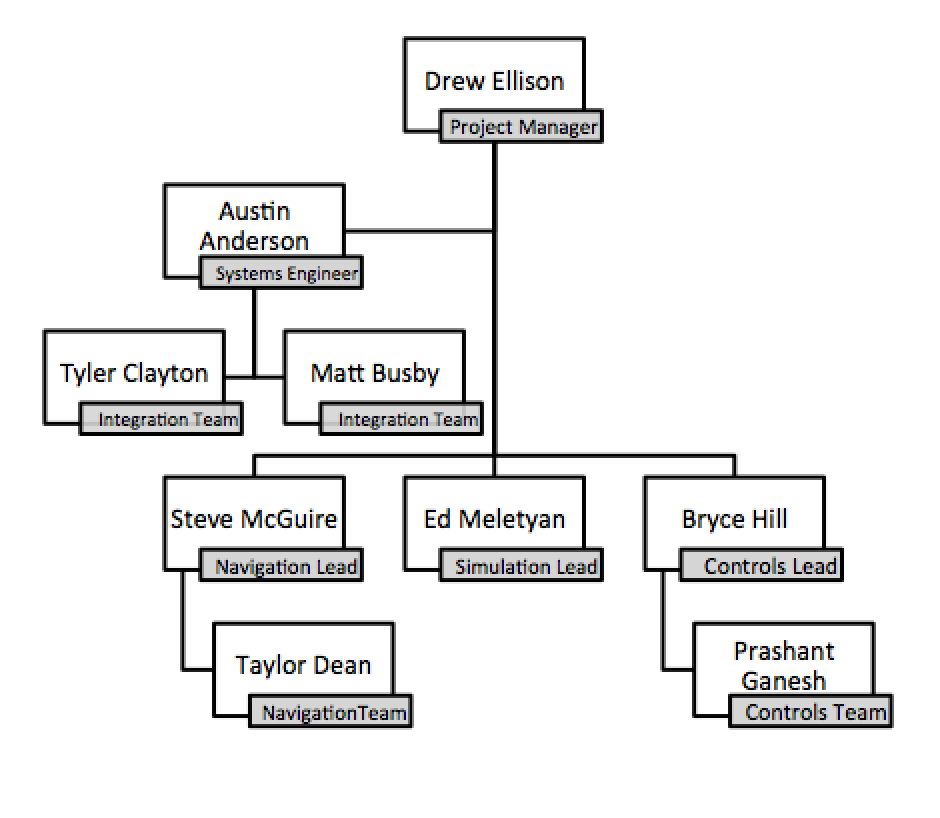 Drew Ellison
Project Manager
Austin
Anderson
Systems Engineer
Tyler Clayton
Integration Team
Matt Busby
Integration Team
Steve McGuire
Navigation Lead
Ed Meletyan
Simulation Lead
Bryce Hill
Controls Lead
Taylor Dean
NavigationTeam
Prashant
Ganesh
Controls Team